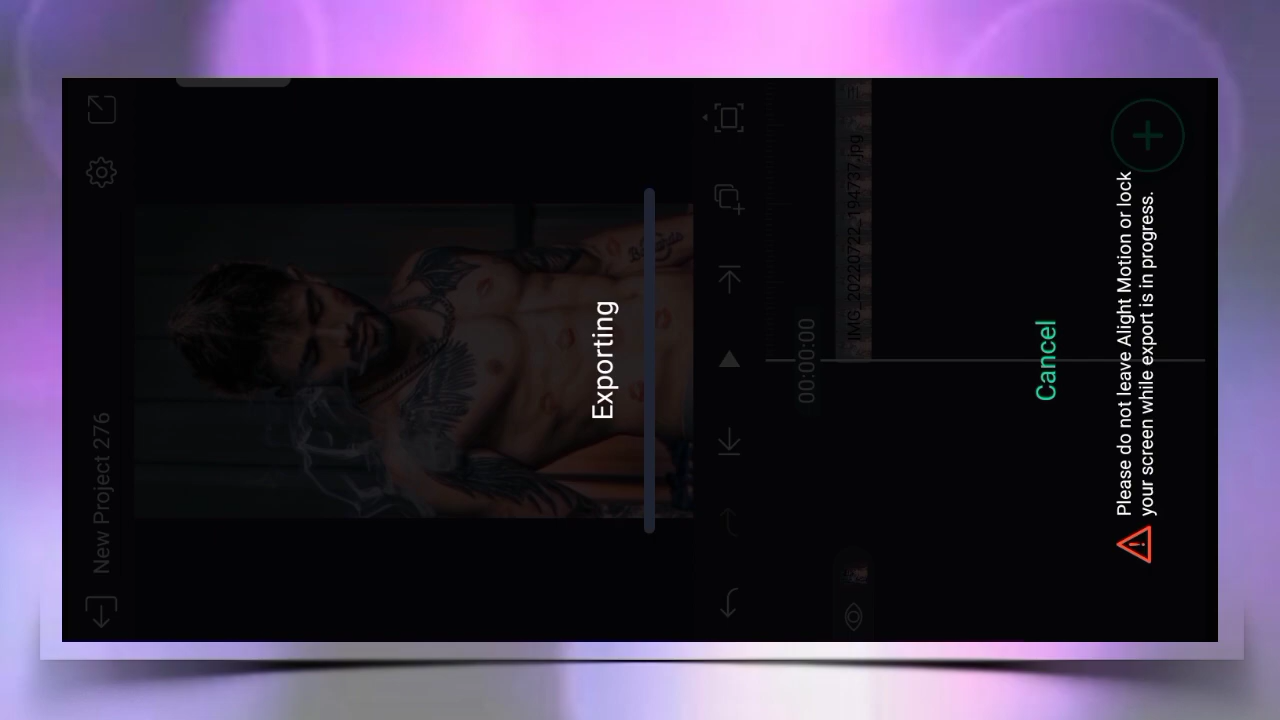 New Project 276
Exporting
00:00:00
IMG_20220722_194737.jpg
Cancel
Please do not leave Alight Motion or lock
your screen while export is in progress.